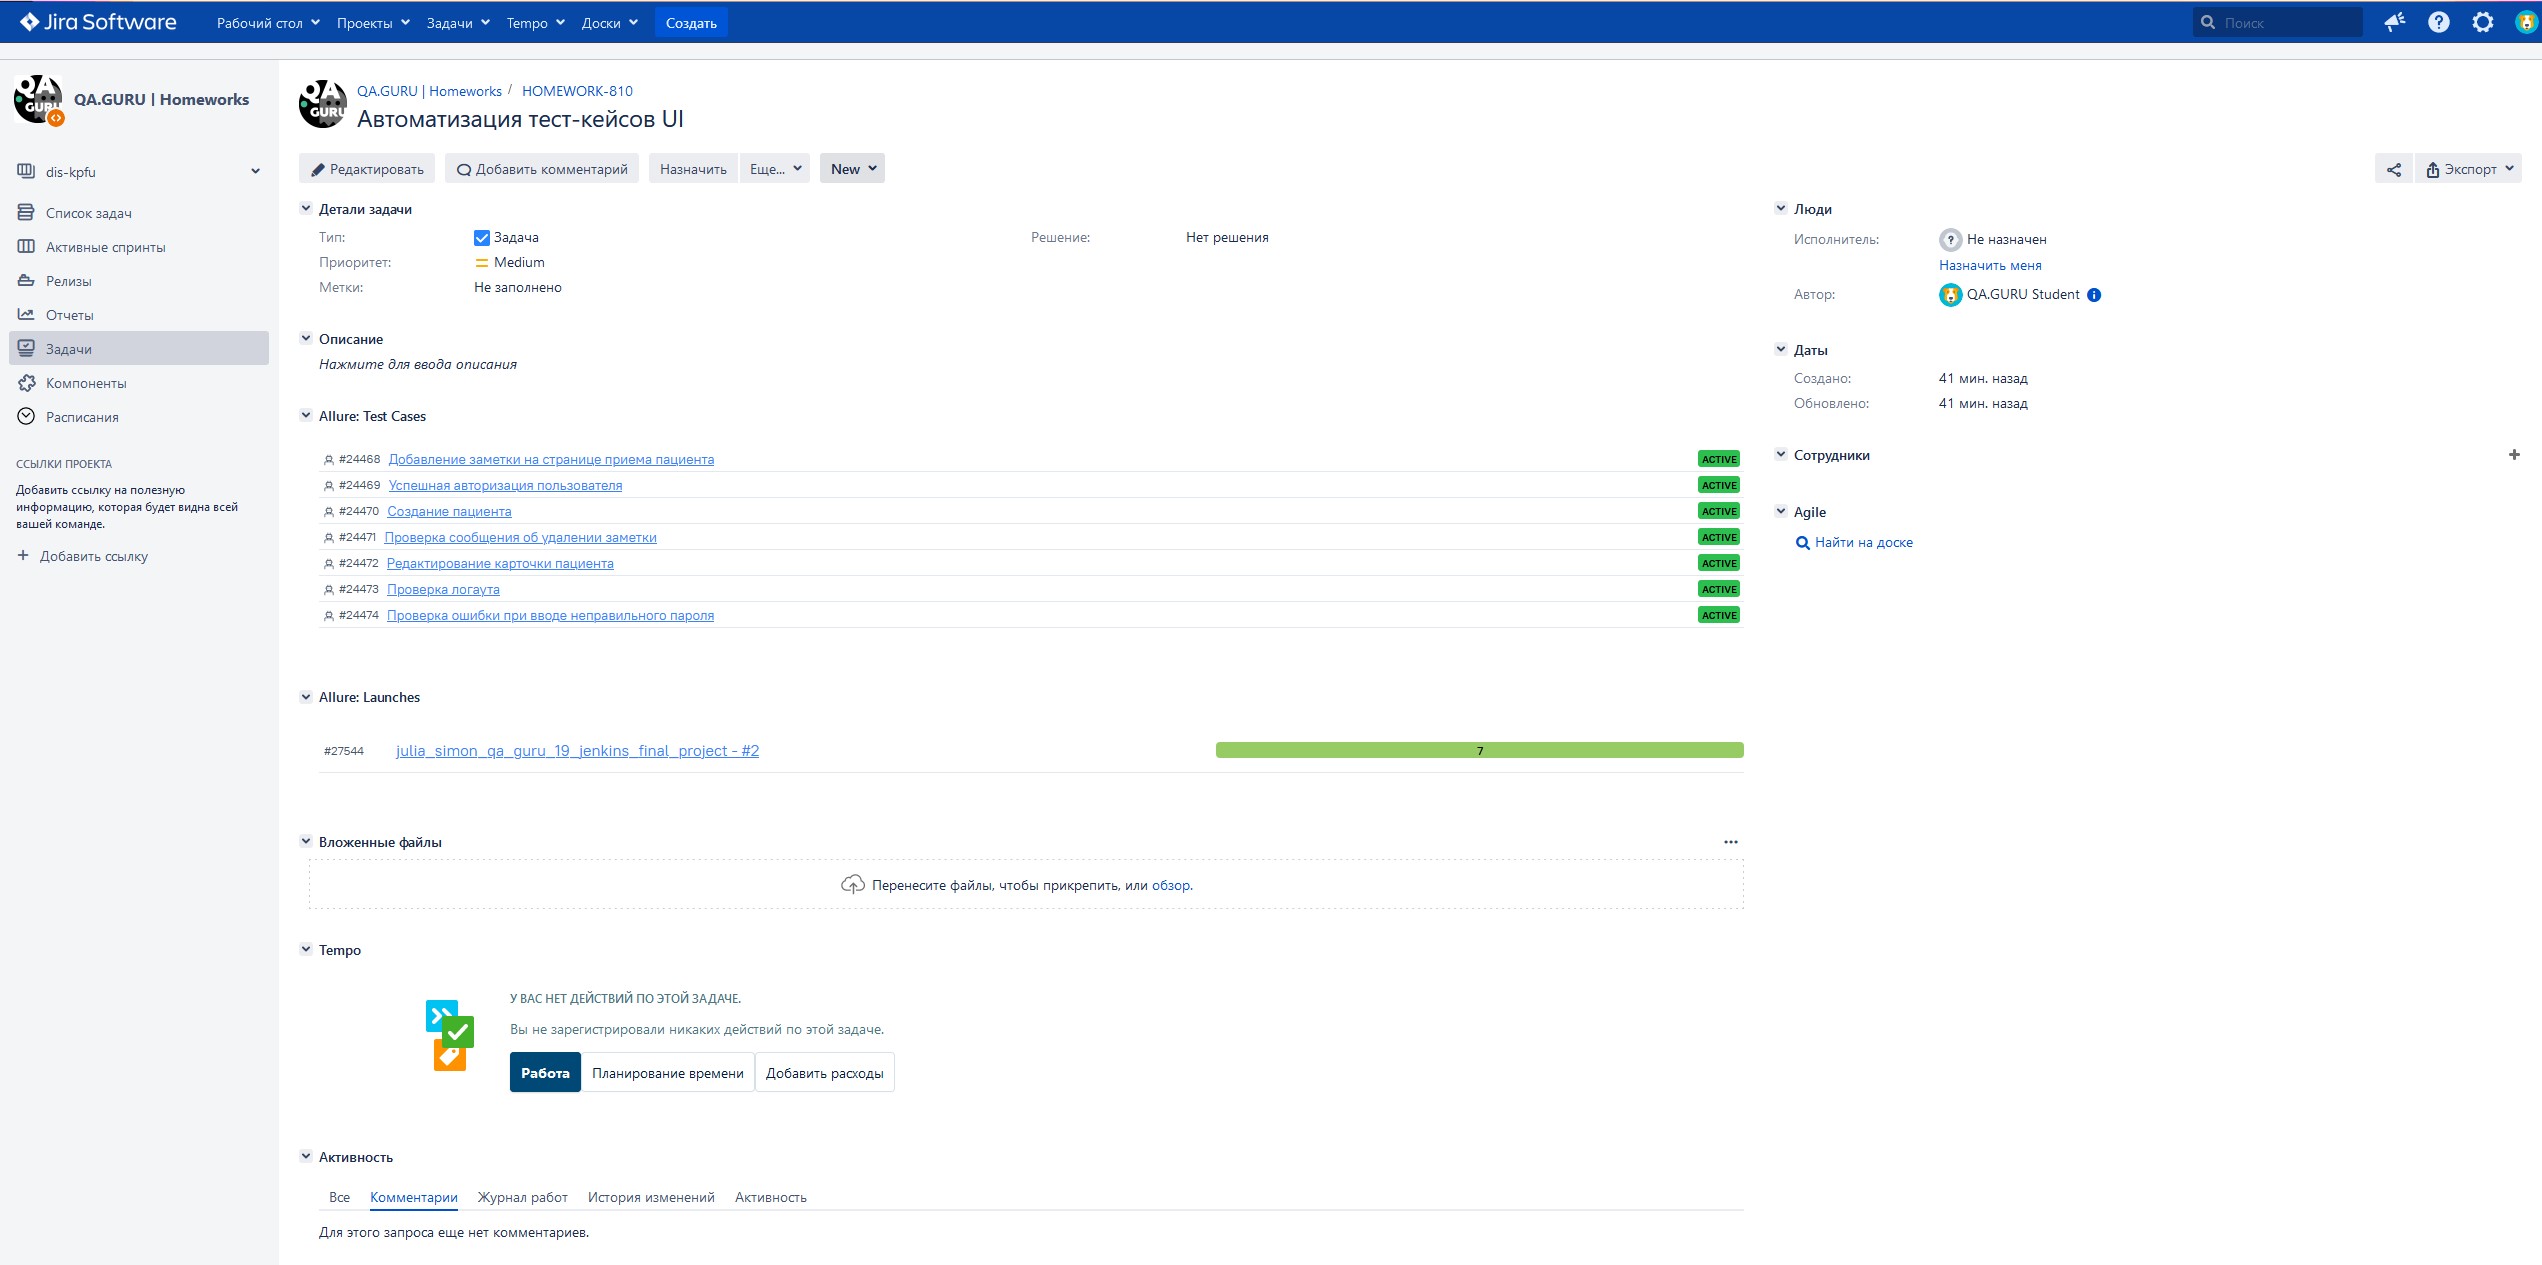 Jira Software Рабочий стол Проекты Задачи Tempo Доски Создать Поиск
QA.GURU | Homeworks
dis-kpfu
Список задач
Активные спринты
Релизы
Отчеты
Задачи
Компоненты
Расписания
ССЫЛКИ ПРОЕКТА
Добавить ссылку на полезную
информацию, которая будет видна всей
вашей команде.
Добавить ссылку
QA.GURU | Homeworks / HOMEWORK-810
Автоматизация тест-кейсов UI
Редактировать Добавить комментарий Назначить Еще... New Экспорт
Детали задачи
Тип: Задача Решение: Нет решения
Приоритет: Medium
Метки: Не заполнено
Описание
Нажмите для ввода описания
Allure: Test Cases
#24468 Добавление заметки на странице приема пациента ACTIVE
#24469 Успешная авторизация пользователя ACTIVE
#24470 Создание пациента ACTIVE
#24471 Проверка сообщения об удалении заметки ACTIVE
#24472 Редактирование карточки пациента ACTIVE
#24473 Проверка логаута ACTIVE
#24474 Проверка ошибки при вводе неправильного пароля ACTIVE
Allure: Launches
#27544 julia_simon_qa_guru_19_jenkins_final_project - #2 7
Вложенные файлы
Перенесите файлы, чтобы прикрепить, или обзор.
Tempo
У ВАС НЕТ ДЕЙСТВИЙ ПО ЭТОЙ ЗАДАЧЕ.
Вы не зарегистрировали никаких действий по этой задаче.
Работа Планирование времени Добавить расходы
Активность
Все Комментарии Журнал работ История изменений Активность
Для этого запроса еще нет комментариев.
Люди
Исполнитель: Не назначен
Назначить меня
Автор: QA.GURU Student
Даты
Создано: 41 мин. назад
Обновлено: 41 мин. назад
Сотрудники
Agile
Найти на доске